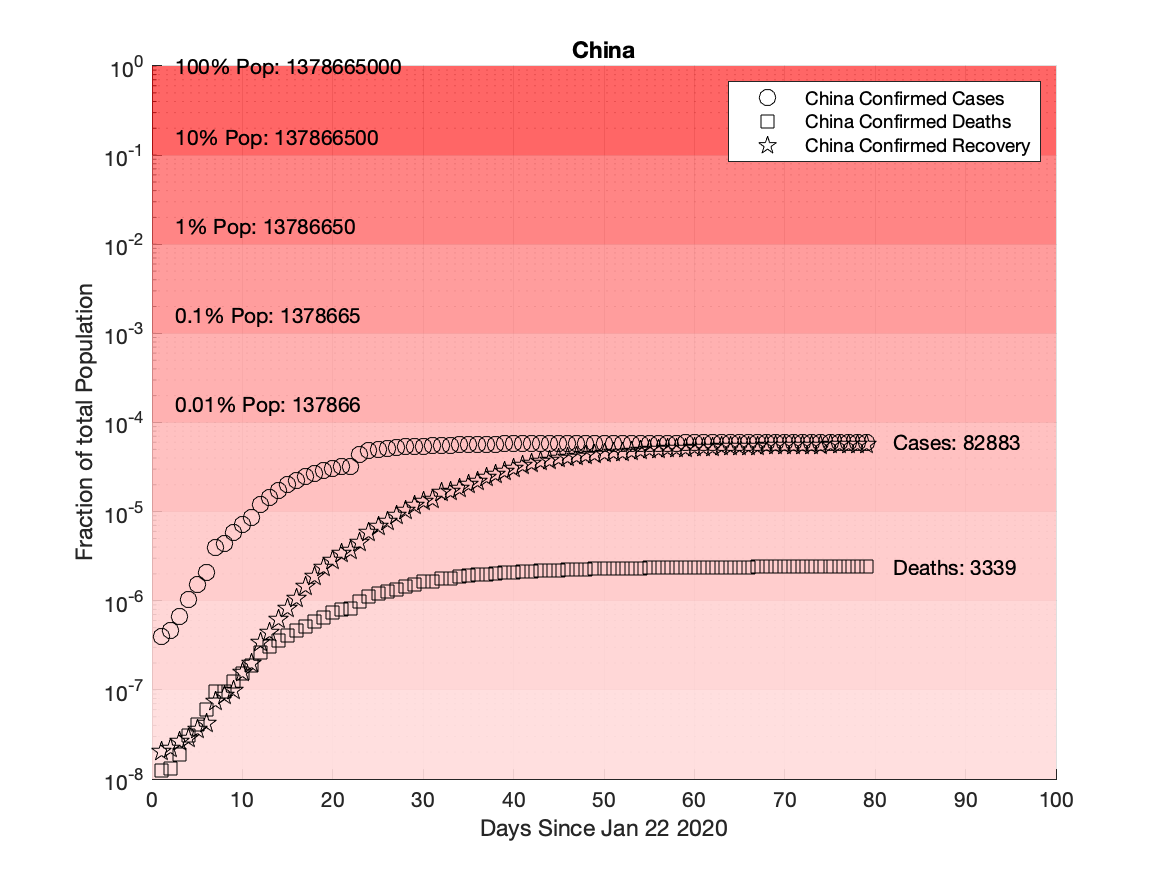 China
10^0
100% Pop: 1378665000
China Confirmed Cases
China Confirmed Deaths
China Confirmed Recovery
10% Pop: 137866500
10^-1
1% Pop: 13786650
10^-2
0.1% Pop: 1378665
10^-3
0.01% Pop: 137866
10^-4
Cases: 82883
10^-5
Deaths: 3339
10^-6
10^-7
10^-8
Fraction of total Population
0 10 20 30 40 50 60 70 80 90 100
Days Since Jan 22 2020